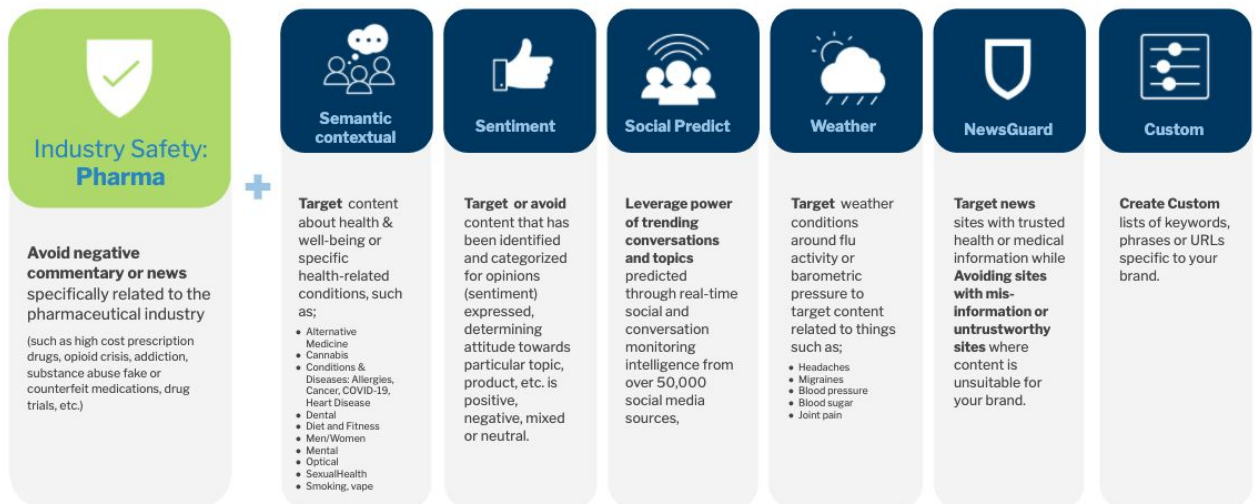 Industry Safety:
Pharma
Avoid negative
commentary or news
specifically related to the
pharmaceutical industry
(such as high cost prescription
drugs, opioid crisis, addiction,
substance abuse fake or
counterfeit medications, drug
trials, etc.)
+
Semantic
contextual
Target content
about health &
well-being or
specific
health-related
conditions, such
as;
• Alternative
Medicine
• Cannabis
• Conditions &
Diseases: Allergies,
Cancer, COVID-19,
Heart Disease
• Dental
• Diet and Fitness
• Men/Women
• Mental
• Optical
• SexualHealth
• Smoking, vape
Sentiment
Target or avoid
content that has
been identified
and categorized
for opinions
(sentiment)
expressed,
determining
attitude towards
particular topic,
product, etc. is
positive,
negative, mixed
or neutral.
Social Predict
Leverage power
of trending
conversations
and topics
predicted
through real-time
social and
conversation
monitoring
intelligence from
over 50,000
social media
sources,
Weather
Target weather
conditions
around flu
activity or
barometric
pressure to
target content
related to things
such as;
• Headaches
• Migraines
• Blood pressure
• Blood sugar
• Joint pain
NewsGuard
Target news
sites with trusted
health or medical
information while
Avoiding sites
with mis-
information or
untrustworthy
sites where
content is
unsuitable for
your brand.
Custom
Create Custom
lists of keywords,
phrases or URLs
specific to your
brand.